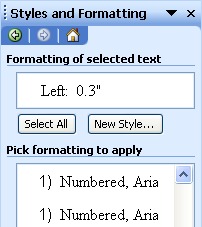 Styles and Formatting
Formatting of selected text
Left: 0.3"
Select All New Style...
Pick formatting to apply
1) Numbered, Aria
1) Numbered, Aria